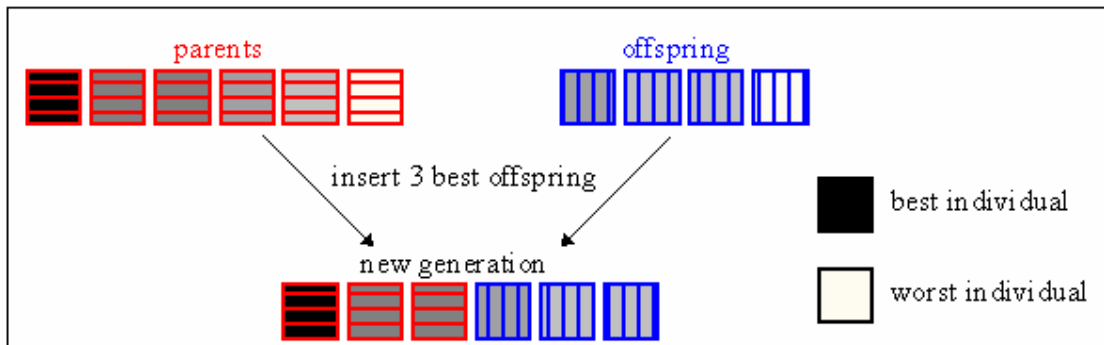 parents
offspring
insert 3 best offspring
best individual
new generation
worst individual